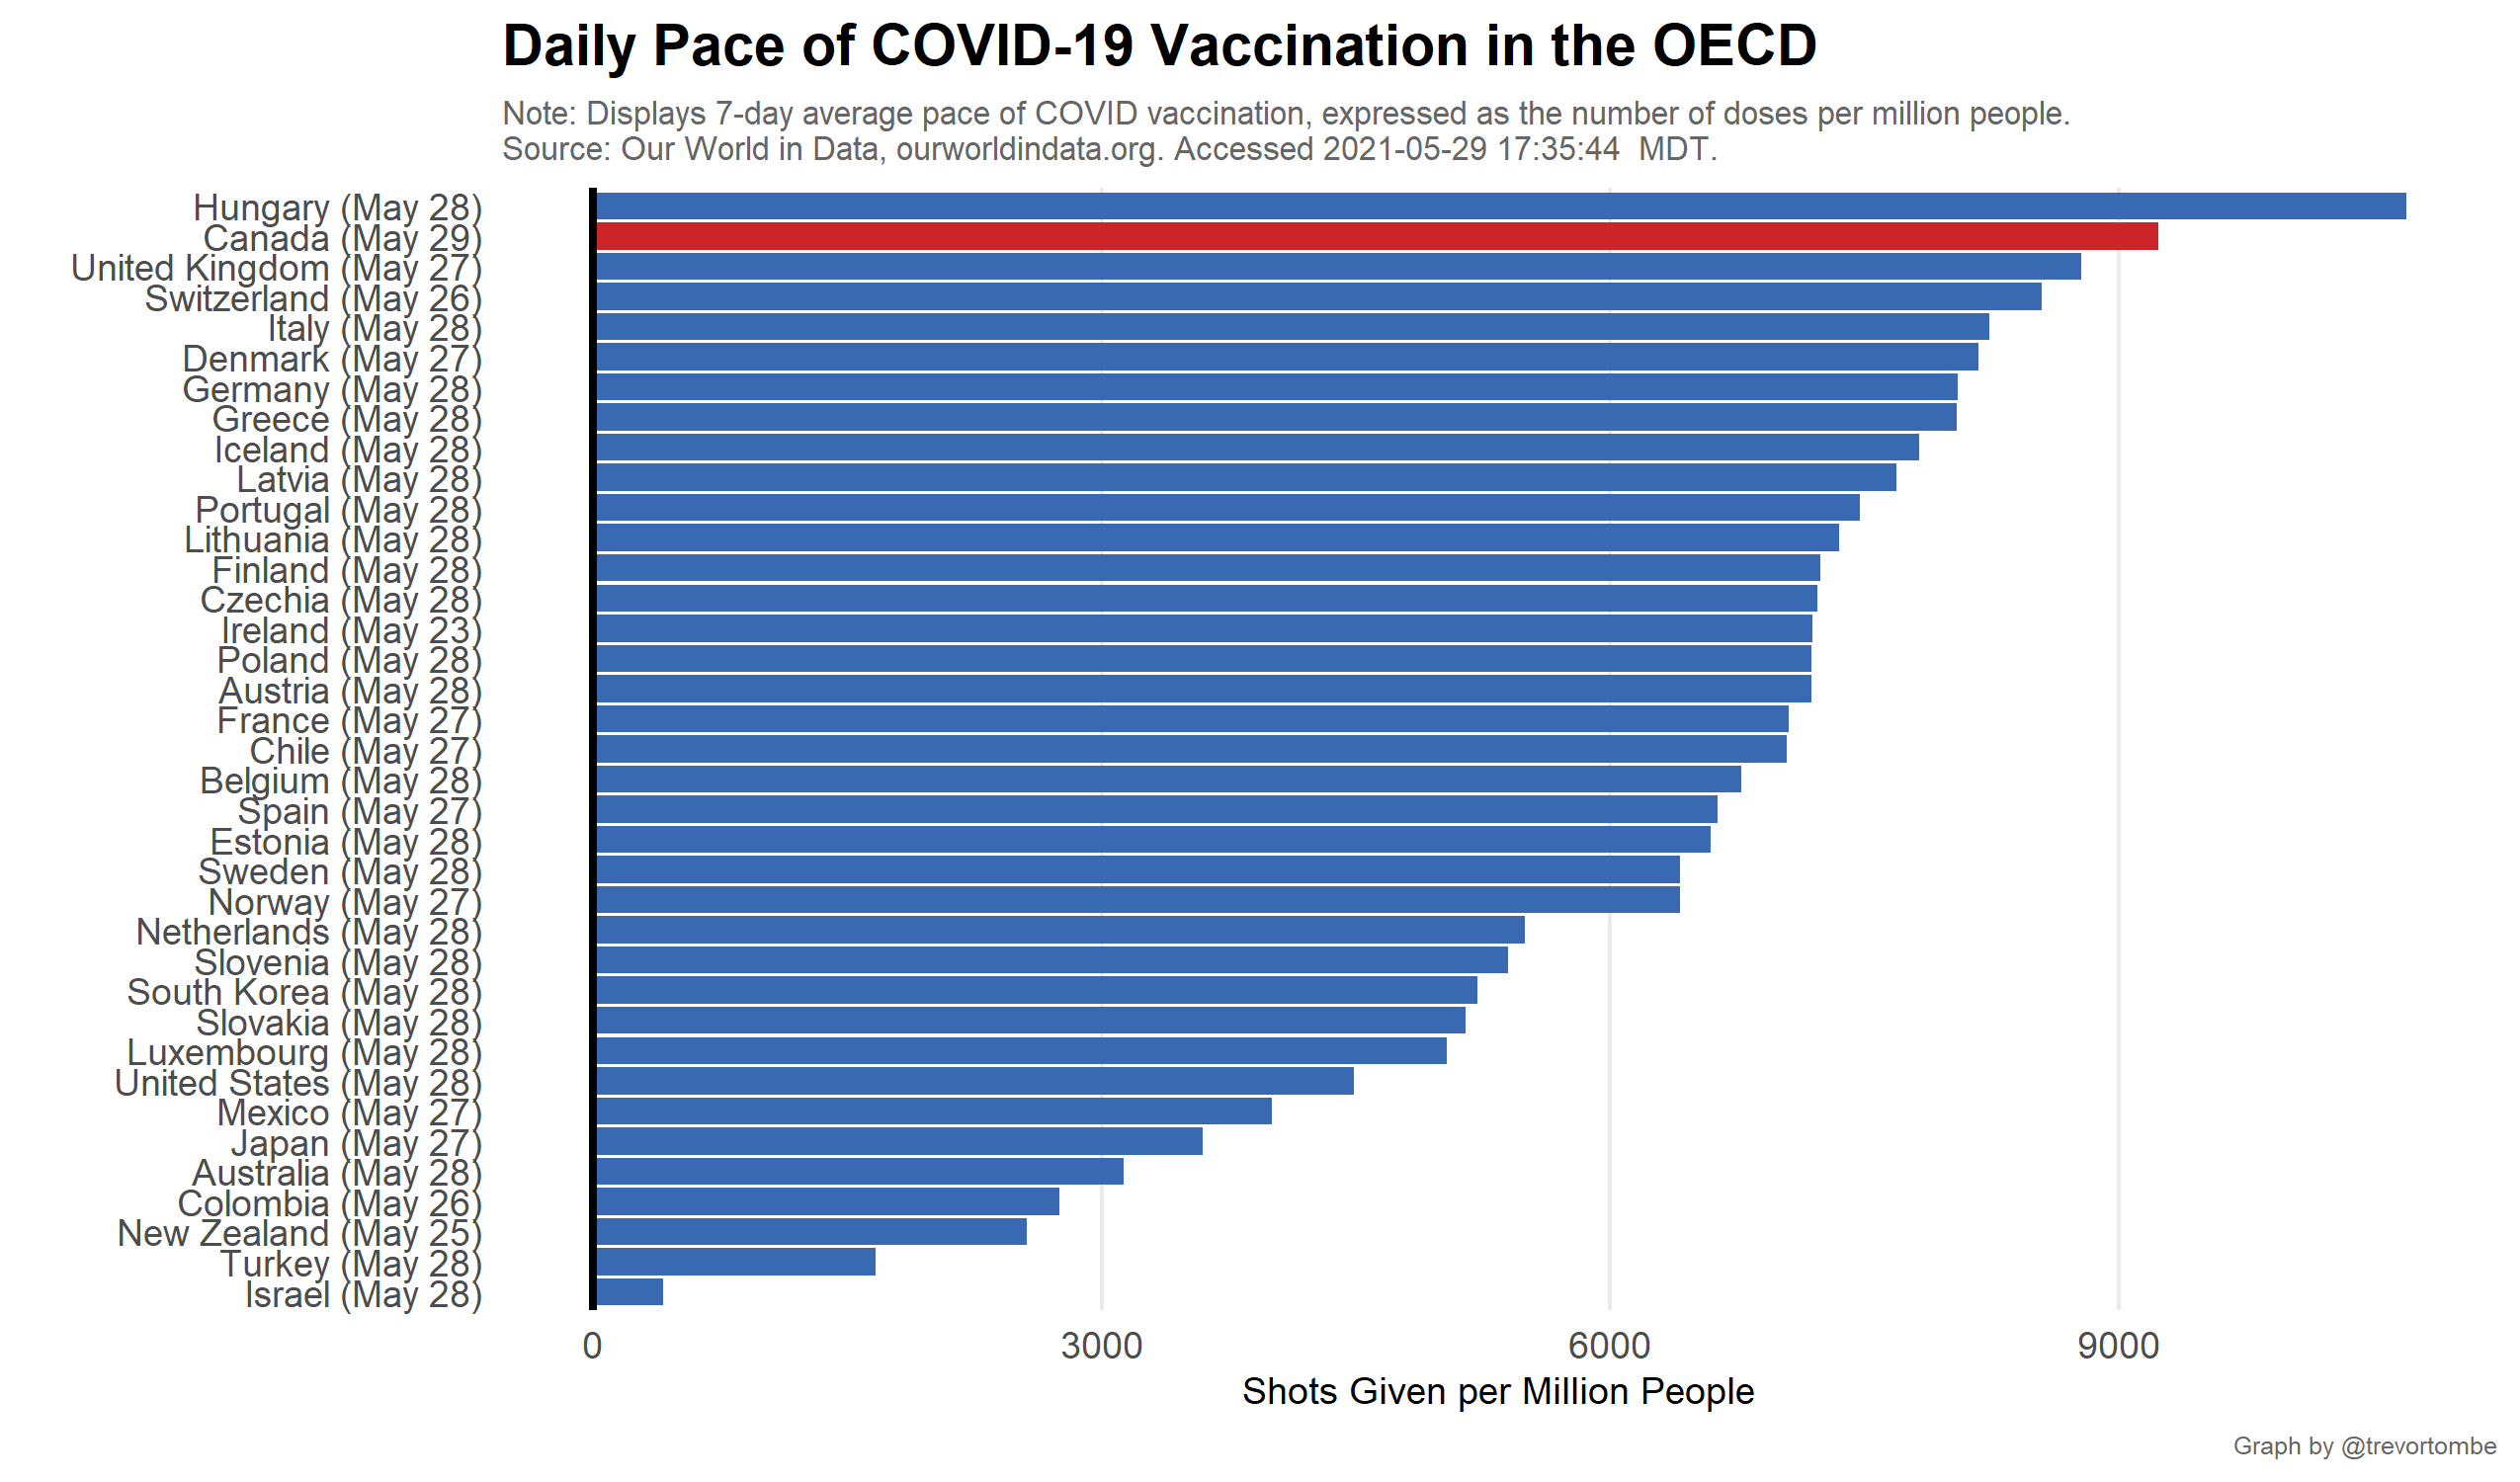 Daily Pace of COVID-19 Vaccination in the OECD
Note: Displays 7-day average pace of COVID vaccination, expressed as the number of doses per million people.
Source: Our World in Data, ourworldindata.org. Accessed 2021-05-29 17:35:44  MDT.
Hungary (May 28)
Canada (May 29)
United Kingdom (May 27)
Switzerland (May 26)
Italy (May 28)
Denmark (May 27)
Germany (May 28)
Greece (May 28)
Iceland (May 28)
Latvia (May 28)
Portugal (May 28)
Lithuania (May 28)
Finland (May 28)
Czechia (May 28)
Ireland (May 23)
Poland (May 28)
Austria (May 28)
France (May 27)
Chile (May 27)
Belgium (May 28)
Spain (May 27)
Estonia (May 28)
Sweden (May 28)
Norway (May 27)
Netherlands (May 28)
Slovenia (May 28)
South Korea (May 28)
Slovakia (May 28)
Luxembourg (May 28)
United States (May 28)
Mexico (May 27)
Japan (May 27)
Australia (May 28)
Colombia (May 26)
New Zealand (May 25)
Turkey (May 28)
Israel (May 28)
0 3000 6000 9000
Shots Given per Million People
Graph by @trevortombe